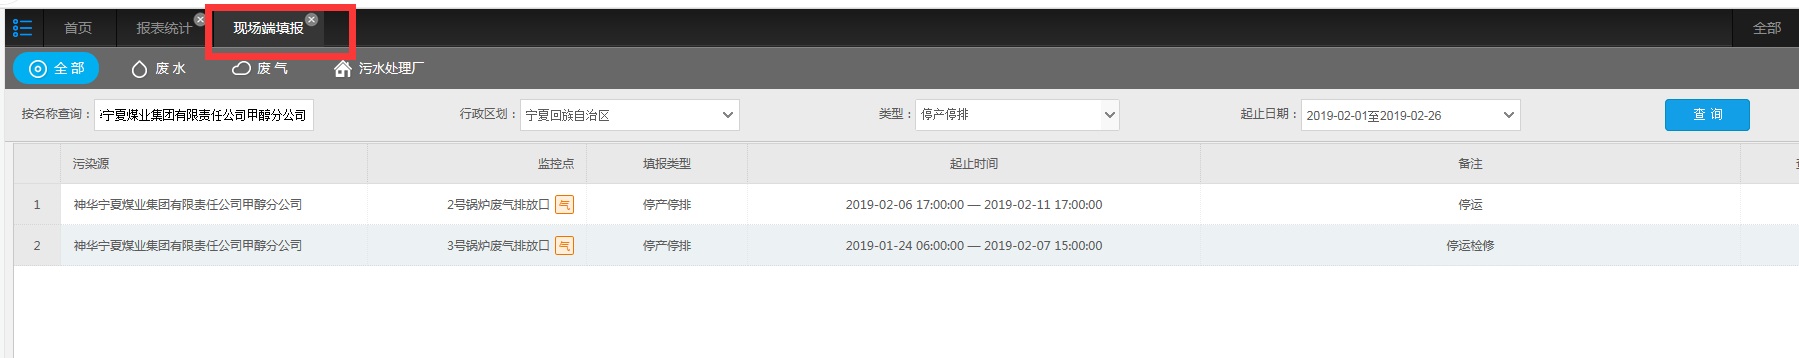 首页 报表统计 现场端填报 全部
全部 废水 废气 污水处理厂
按名称查询： 宁夏煤业集团有限责任公司甲醇分公司 行政区划： 宁夏回族自治区 类型： 停产停排 起止日期： 2019-02-01至2019-02-26 查询
污染源 监控点 填报类型 起止时间 备注
1 神华宁夏煤业集团有限责任公司甲醇分公司 2号锅炉废气排放口 气 停产停排 2019-02-06 17:00:00 — 2019-02-11 17:00:00 停运
2 神华宁夏煤业集团有限责任公司甲醇分公司 3号锅炉废气排放口 气 停产停排 2019-01-24 06:00:00 — 2019-02-07 15:00:00 停运检修